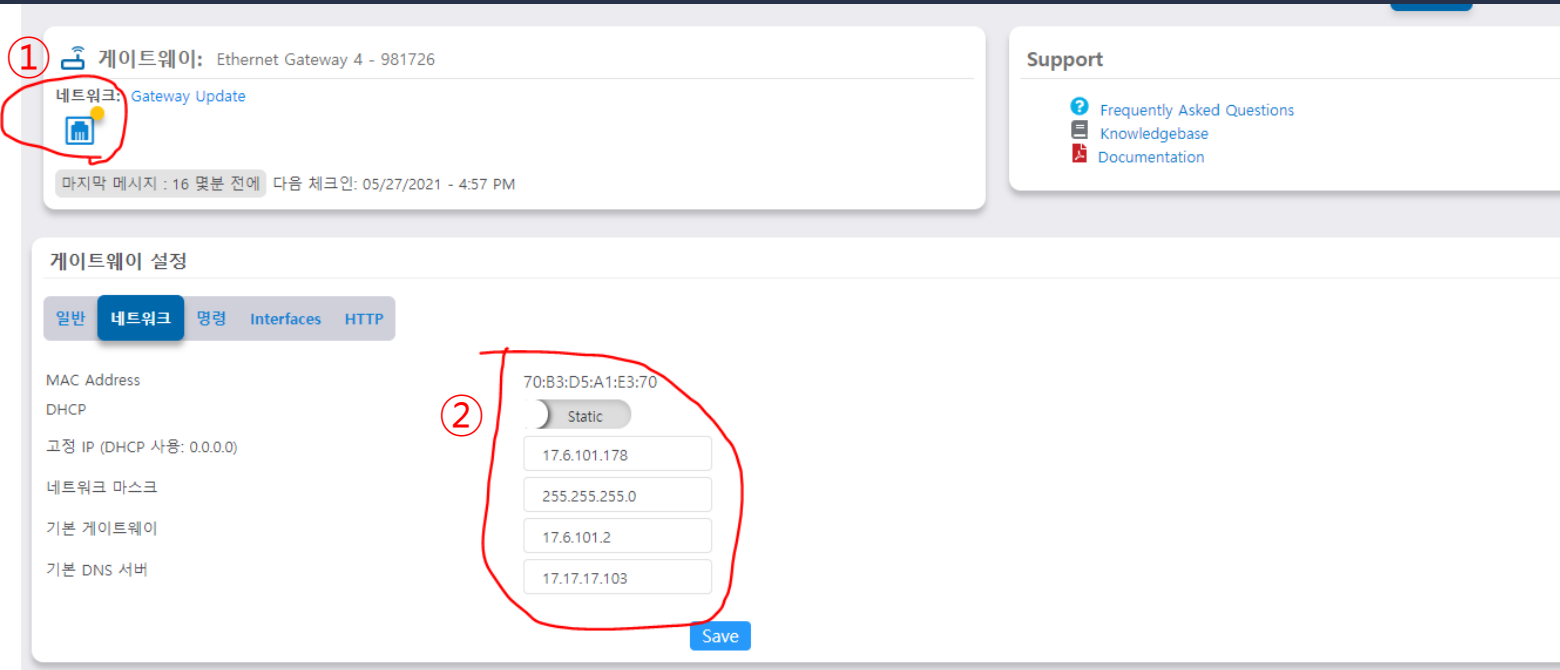 ①
게이트웨이: Ethernet Gateway 4 - 981726
네트워크: Gateway Update
마지막 메시지 : 16 몇분 전에 다음 체크인: 05/27/2021 - 4:57 PM
Support
Frequently Asked Questions
Knowledgebase
Documentation
게이트웨이 설정
일반 네트워크 명령 Interfaces HTTP
MAC Address 70:B3:D5:A1:E3:70
②
DHCP Static
고정 IP (DHCP 사용: 0.0.0.0) 17.6.101.178
네트워크 마스크 255.255.255.0
기본 게이트웨이 17.6.101.2
기본 DNS 서버 17.17.17.103
Save